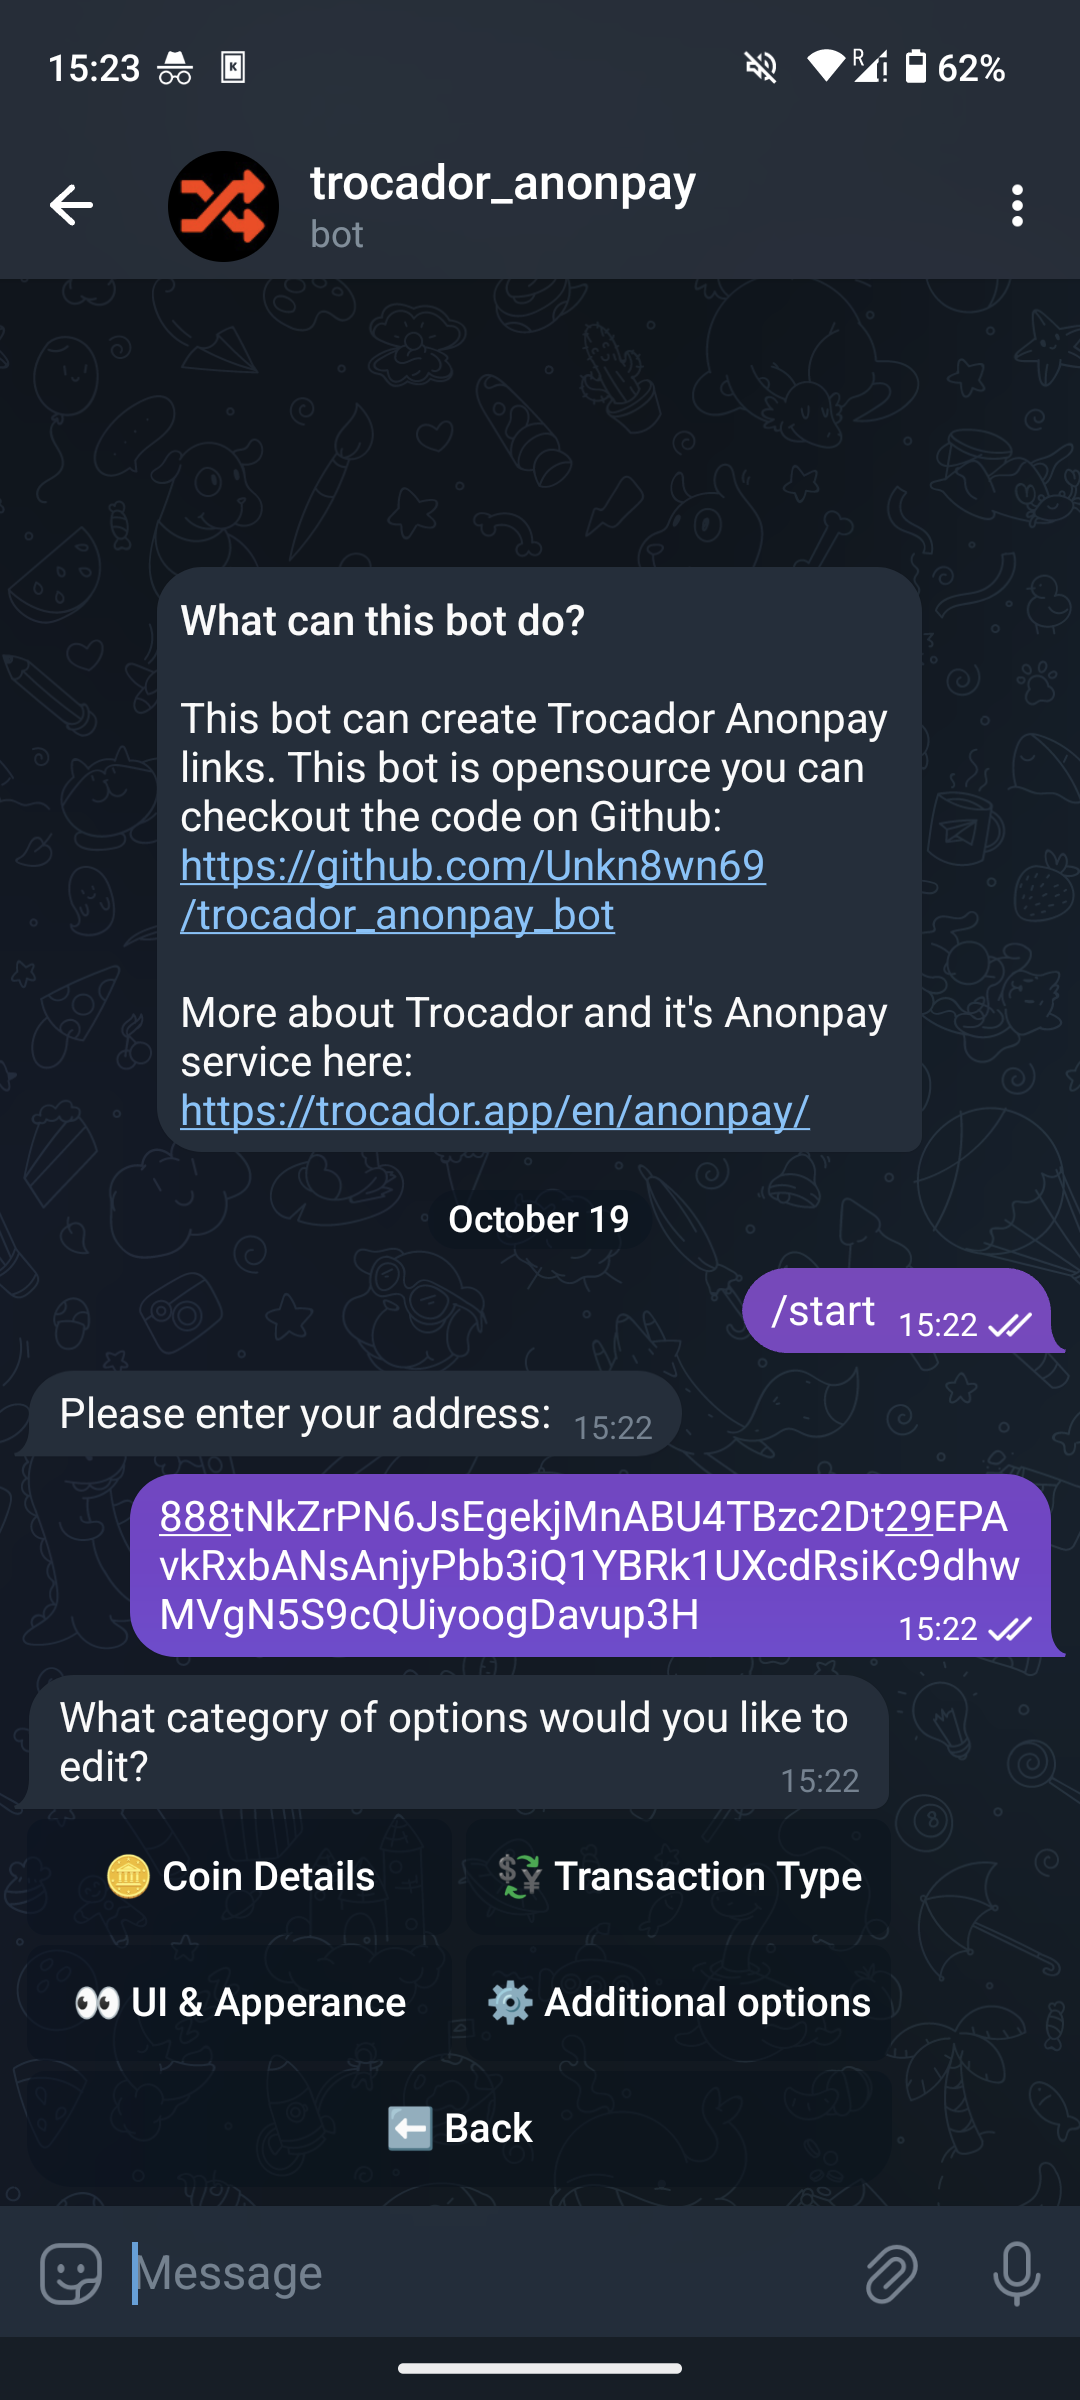 15:23
R
62%
trocador_anonpay
bot
What can this bot do?
This bot can create Trocador Anonpay
links. This bot is opensource you can
checkout the code on Github:
https://github.com/Unkn8wn69
/trocador_anonpay_bot
More about Trocador and it's Anonpay
service here:
https://trocador.app/en/anonpay/
October 19
/start 15:22
Please enter your address: 15:22
888tNkZrPN6JsEgekjMnABU4TBzc2Dt29EPA
vkRxbANsAnjyPbb3iQ1YBRk1UXcdRsiKc9dhw
MVgN5S9cQUiyoogDavup3H 15:22
What category of options would you like to
edit? 15:22
Coin Details
Transaction Type
UI & Apperance
Additional options
Back
Message